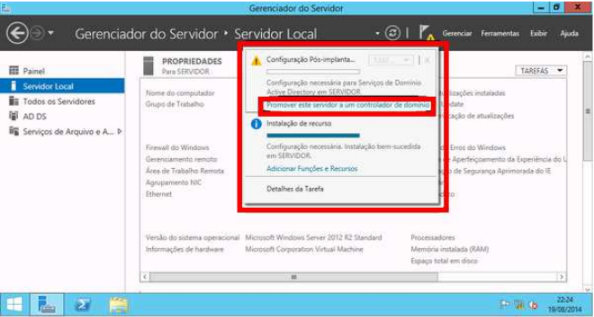 Gerenciador do Servidor
Gerenciador do Servidor • Servidor Local
Gerenciar Ferramentas Exibir Ajuda
Painel
Servidor Local
Todos os Servidores
AD DS
Serviços de Arquivo e A...
PROPRIEDADES
Para SERVIDOR
TAREFAS
Nome do computador
Grupo de Trabalho
Firewall do Windows
Gerenciamento remoto
Área de Trabalho Remota
Agrupamento NIC
Ethernet
Versão do sistema operacional Microsoft Windows Server 2012 R2 Standard
Informações de hardware Microsoft Corporation Virtual Machine
Configuração Pós-implanta...
Configuração necessária para Serviços de Domínio
Active Directory em SERVIDOR.
Promover este servidor a um controlador de domínio
Instalação de recurso
Configuração necessária. Instalação bem-sucedida
em SERVIDOR.
Adicionar Funções e Recursos
Detalhes da Tarefa
instaladas
de atualizações
Erros do Windows
de Aperfeiçoamento da Experiência do U
de Segurança Aprimorada do IE
Processadores
Memória instalada (RAM)
Espaço total em disco
22:24
19/08/2014